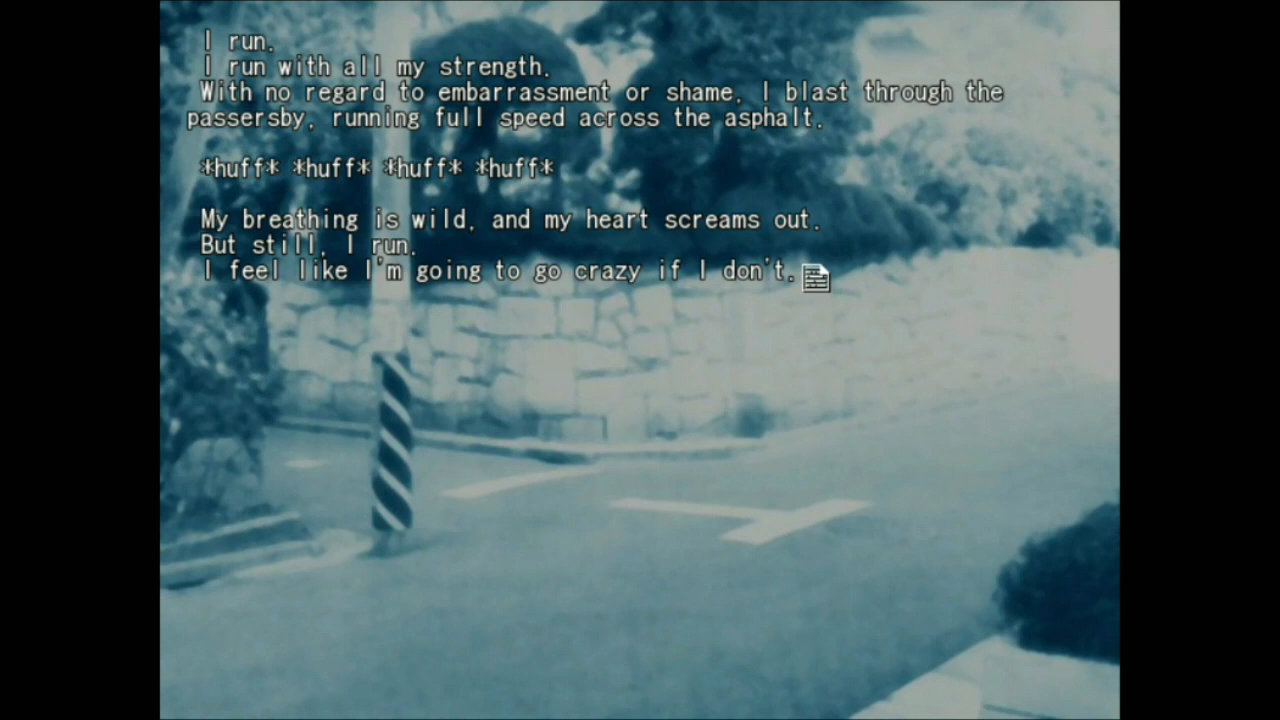 I run.
I run with all my strength.
With no regard to embarrassment or shame, I blast through the
passersby, running full speed across the asphalt.
*huff* *huff* *huff* *huff*
My breathing is wild, and my heart screams out.
But still, I run.
I feel like I'm going to go crazy if I don't.